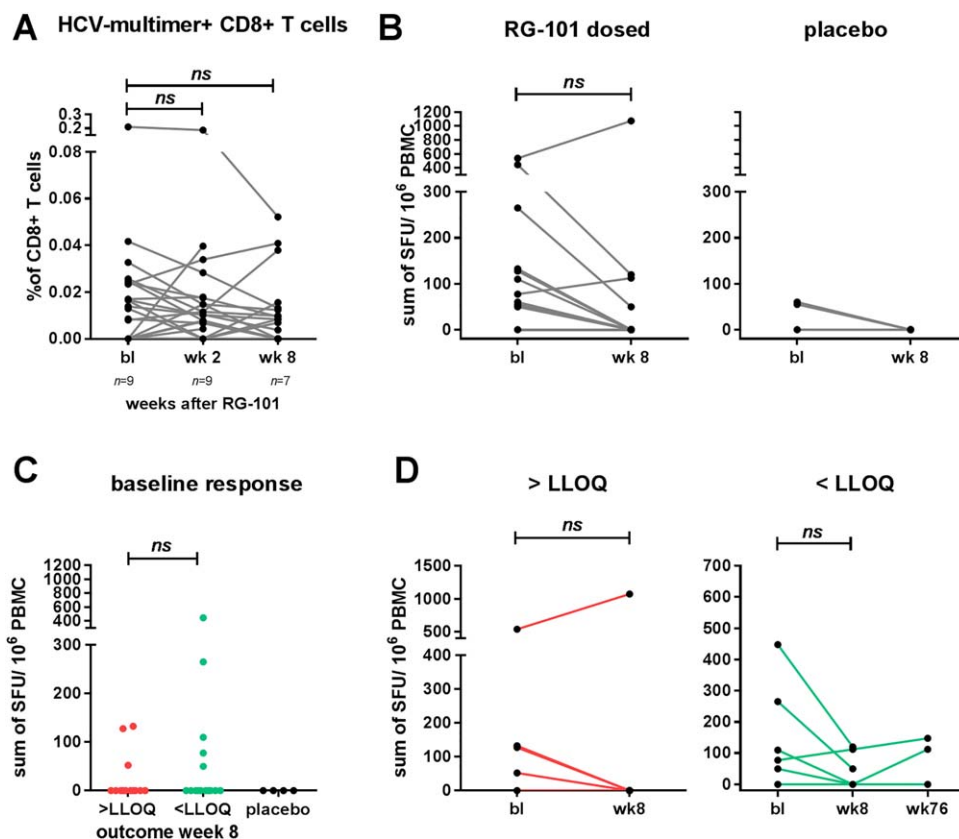 A
HCV-multimer+ CD8+ T cells
ns
ns
0.3
0.2
0.08
0.06
0.04
0.02
0.00
%of CD8+ T cells
bl wk 2 wk 8
n=9 n=9 n=7
weeks after RG-101
B
RG-101 dosed
ns
1200
1000
800
600
400
300
200
100
0
sum of SFU/ 10⁶ PBMC
bl wk 8
placebo
300
200
100
0
bl wk 8
C
baseline response
ns
1200
1000
800
600
400
300
200
100
0
sum of SFU/ 10⁶ PBMC
>LLOQ <LLOQ placebo
outcome week 8
D
> LLOQ
ns
1500
1000
500
400
300
200
100
0
sum of SFU/ 10⁶ PBMC
bl wk8
< LLOQ
ns
700
600
500
400
300
200
100
0
bl wk8 wk76